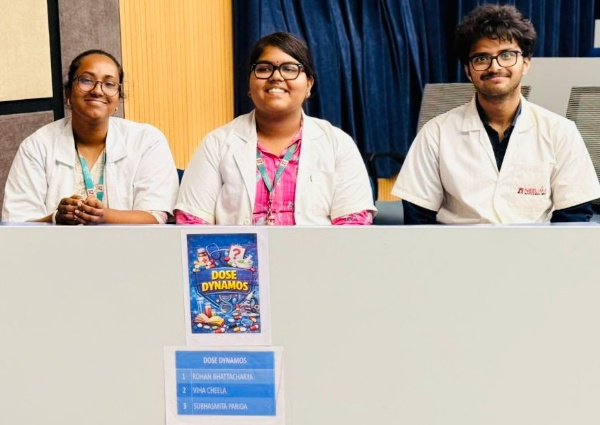 DOSE
DYNAMOS
DOSE DYNAMOS
1 ROHAN BHATTACHARYA
2 VIHA CHEELA
3 SUBHASMITA PARIDA